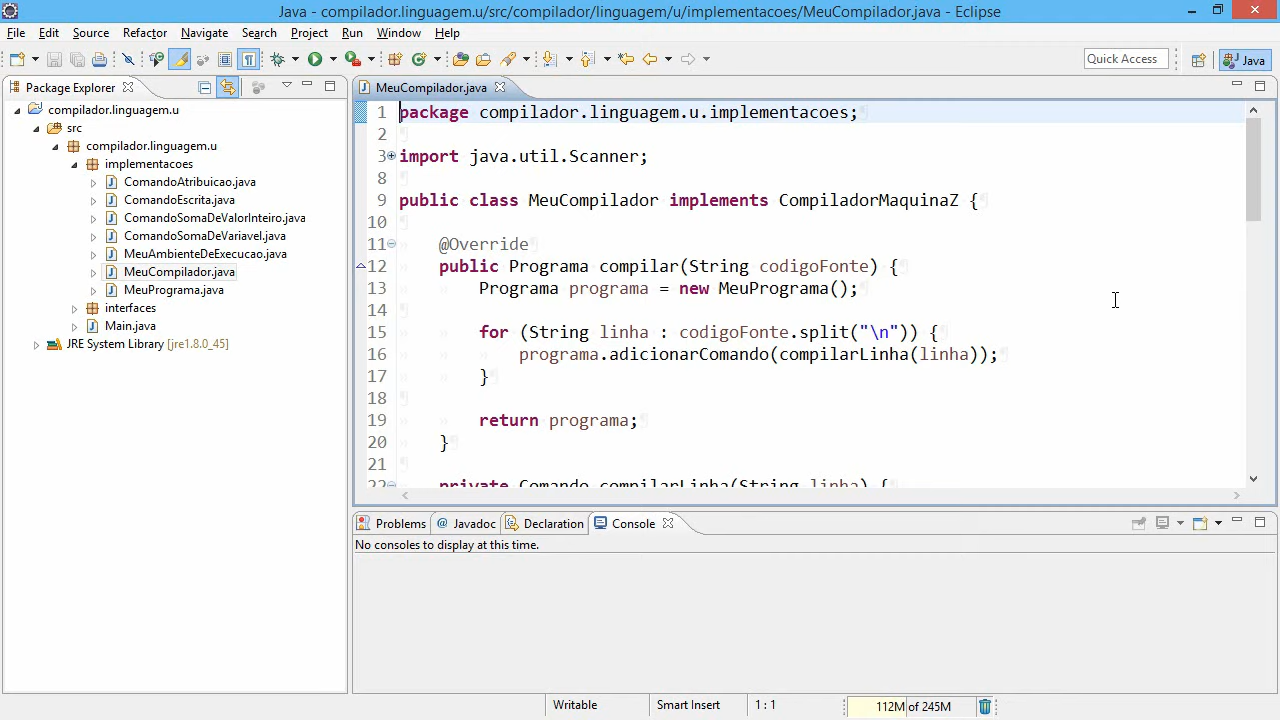 Java - compilador.linguagem.u/src/compilador/linguagem/u/implementacoes/MeuCompilador.java - Eclipse
File Edit Source Refactor Navigate Search Project Run Window Help
Quick Access
Java
Package Explorer
compilador.linguagem.u
src
compilador.linguagem.u
implementacoes
ComandoAtribuicao.java
ComandoEscrita.java
ComandoSomaDeValorInteiro.java
ComandoSomaDeVariavel.java
MeuAmbienteDeExecucao.java
MeuCompilador.java
MeuPrograma.java
interfaces
Main.java
JRE System Library [jre1.8.0_45]
MeuCompilador.java
1 package compilador.linguagem.u.implementacoes;
2
3 import java.util.Scanner;
8
9 public class MeuCompilador implements CompiladorMaquinaZ {
10
11 @Override
12 public Programa compilar(String codigoFonte) {
13 Programa programa = new MeuPrograma();
14
15 for (String linha : codigoFonte.split("\n")) {
16 programa.adicionarComando(compilarLinha(linha));
17 }
18
19 return programa;
20 }
21
22 private Comando compilarLinha(String linha) {
Problems @ Javadoc Declaration Console
No consoles to display at this time.
Writable Smart Insert 1 : 1 112M of 245M